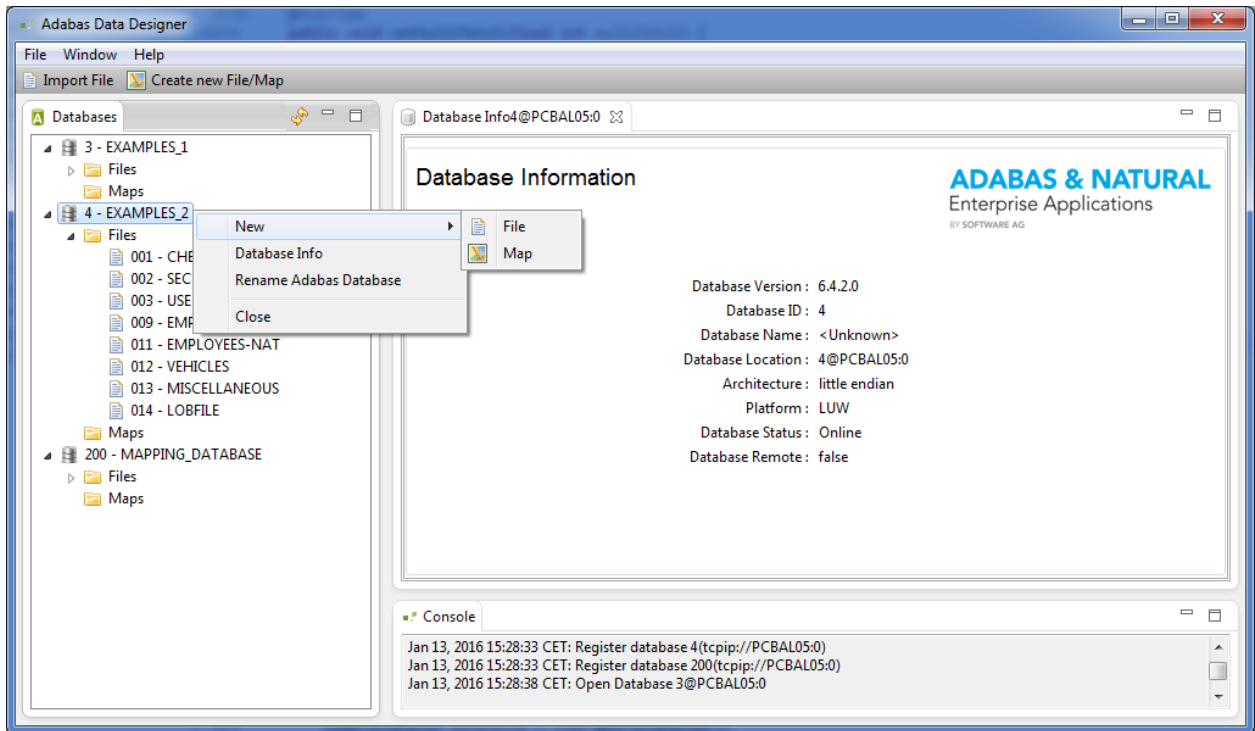 Adabas Data Designer
File Window Help
Import File Create new File/Map
Databases
3 - EXAMPLES_1
Files
Maps
4 - EXAMPLES_2
Files
001 - CHE
002 - SEC
003 - USE
009 - EMP
011 - EMPLOYEES-NAT
012 - VEHICLES
013 - MISCELLANEOUS
014 - LOBFILE
Maps
200 - MAPPING_DATABASE
Files
Maps
New
Database Info
Rename Adabas Database
Close
File
Map
Database Info4@PCBAL05:0
Database Information
ADABAS & NATURAL
Enterprise Applications
BY SOFTWARE AG
Database Version : 6.4.2.0
Database ID : 4
Database Name : <Unknown>
Database Location : 4@PCBAL05:0
Architecture : little endian
Platform : LUW
Database Status : Online
Database Remote : false
Console
Jan 13, 2016 15:28:33 CET: Register database 4(tcpip://PCBAL05:0)
Jan 13, 2016 15:28:33 CET: Register database 200(tcpip://PCBAL05:0)
Jan 13, 2016 15:28:38 CET: Open Database 3@PCBAL05:0